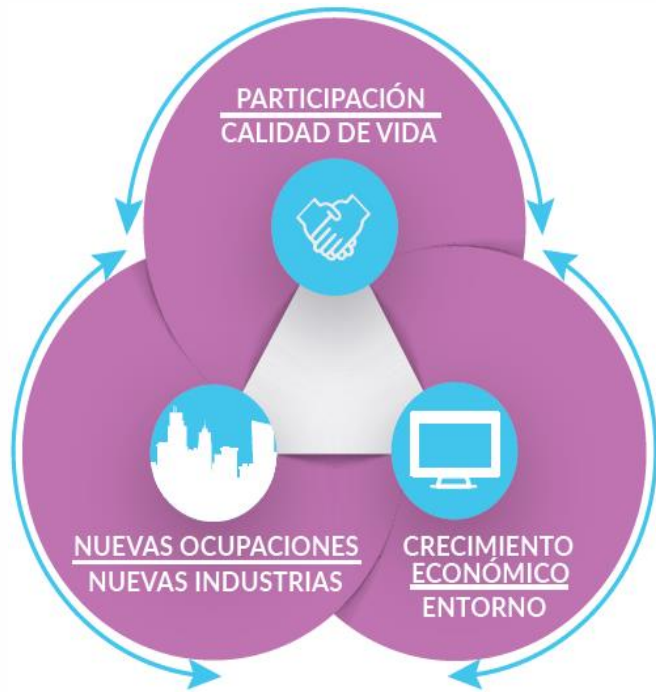 PARTICIPACIÓN
CALIDAD DE VIDA
NUEVAS OCUPACIONES
NUEVAS INDUSTRIAS
CRECIMIENTO
ECONÓMICO
ENTORNO